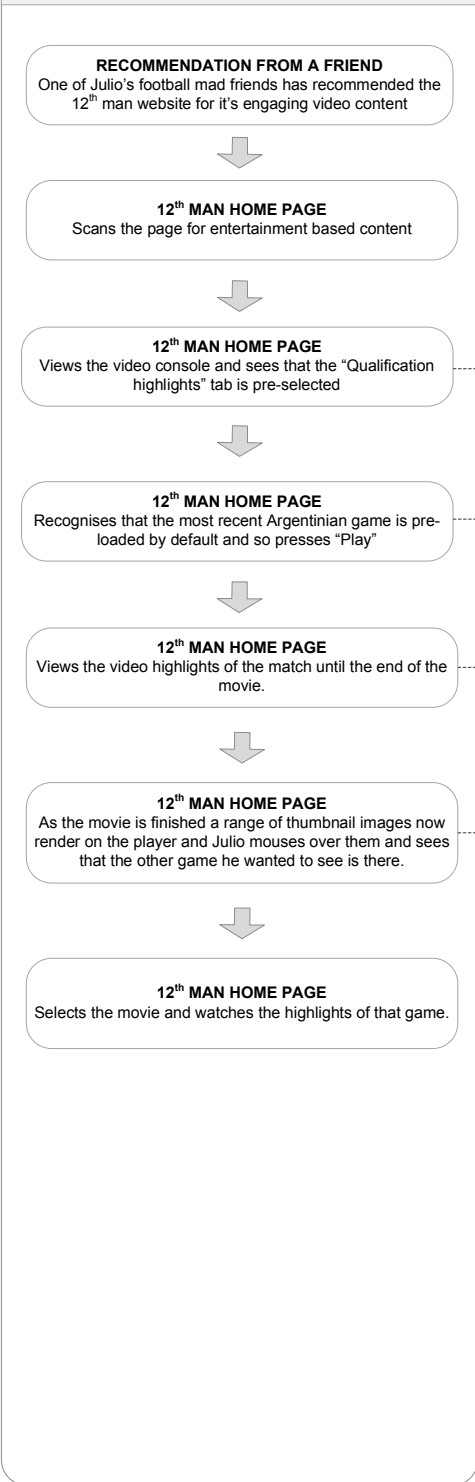 RECOMMENDATION FROM A FRIEND
One of Julio's football mad friends has recommended the
12th man website for it's engaging video content
12th MAN HOME PAGE
Scans the page for entertainment based content
12th MAN HOME PAGE
Views the video console and sees that the "Qualification
highlights" tab is pre-selected
12th MAN HOME PAGE
Recognises that the most recent Argentinian game is pre-
loaded by default and so presses "Play"
12th MAN HOME PAGE
Views the video highlights of the match until the end of the
movie.
12th MAN HOME PAGE
As the movie is finished a range of thumbnail images now
render on the player and Julio mouses over them and sees
that the other game he wanted to see is there.
12th MAN HOME PAGE
Selects the movie and watches the highlights of that game.